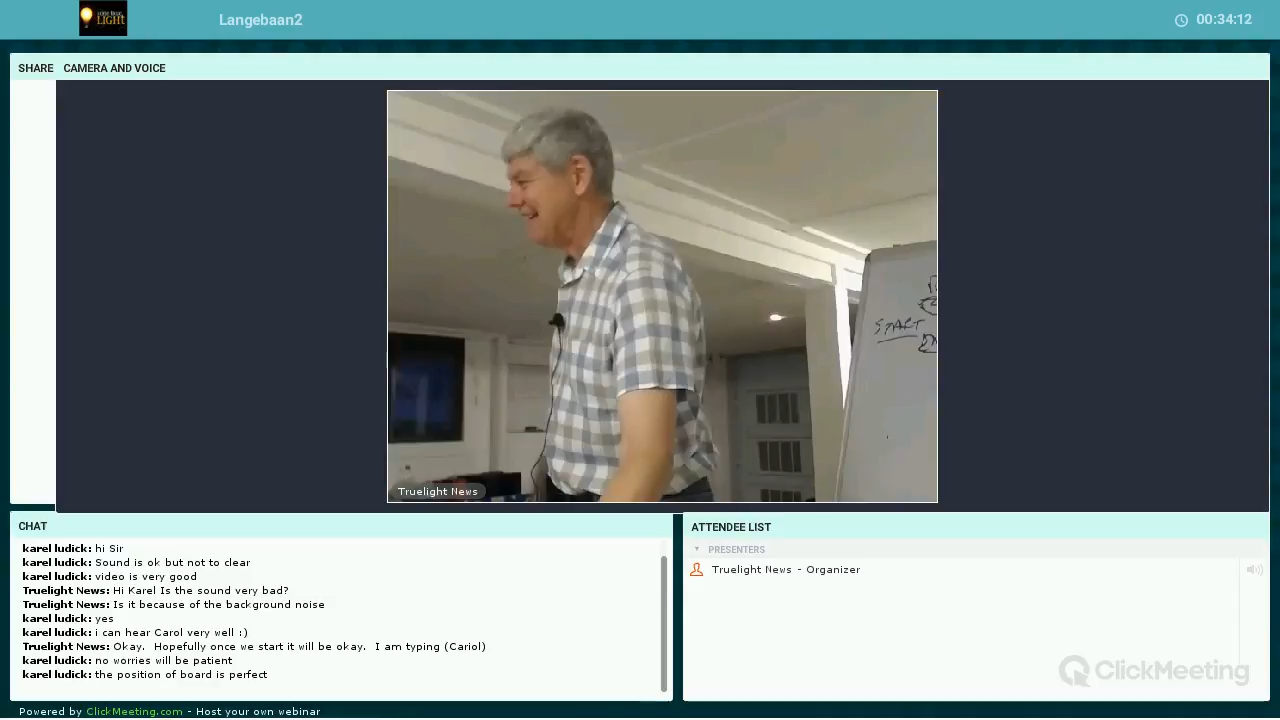 LIGHT
Langebaan2
00:34:12
SHARE CAMERA AND VOICE
START
Truelight News
CHAT
karel ludick: hi Sir
karel ludick: Sound is ok but not to clear
karel ludick: video is very good
Truelight News: Hi Karel Is the sound very bad?
Truelight News: Is it because of the background noise
karel ludick: yes
karel ludick: i can hear Carol very well :)
Truelight News: Okay. Hopefully once we start it will be okay. I am typing (Cariol)
karel ludick: no worries will be patient
karel ludick: the position of board is perfect
ATTENDEE LIST
PRESENTERS
Truelight News - Organizer
ClickMeeting
Powered by ClickMeeting.com - Host your own webinar